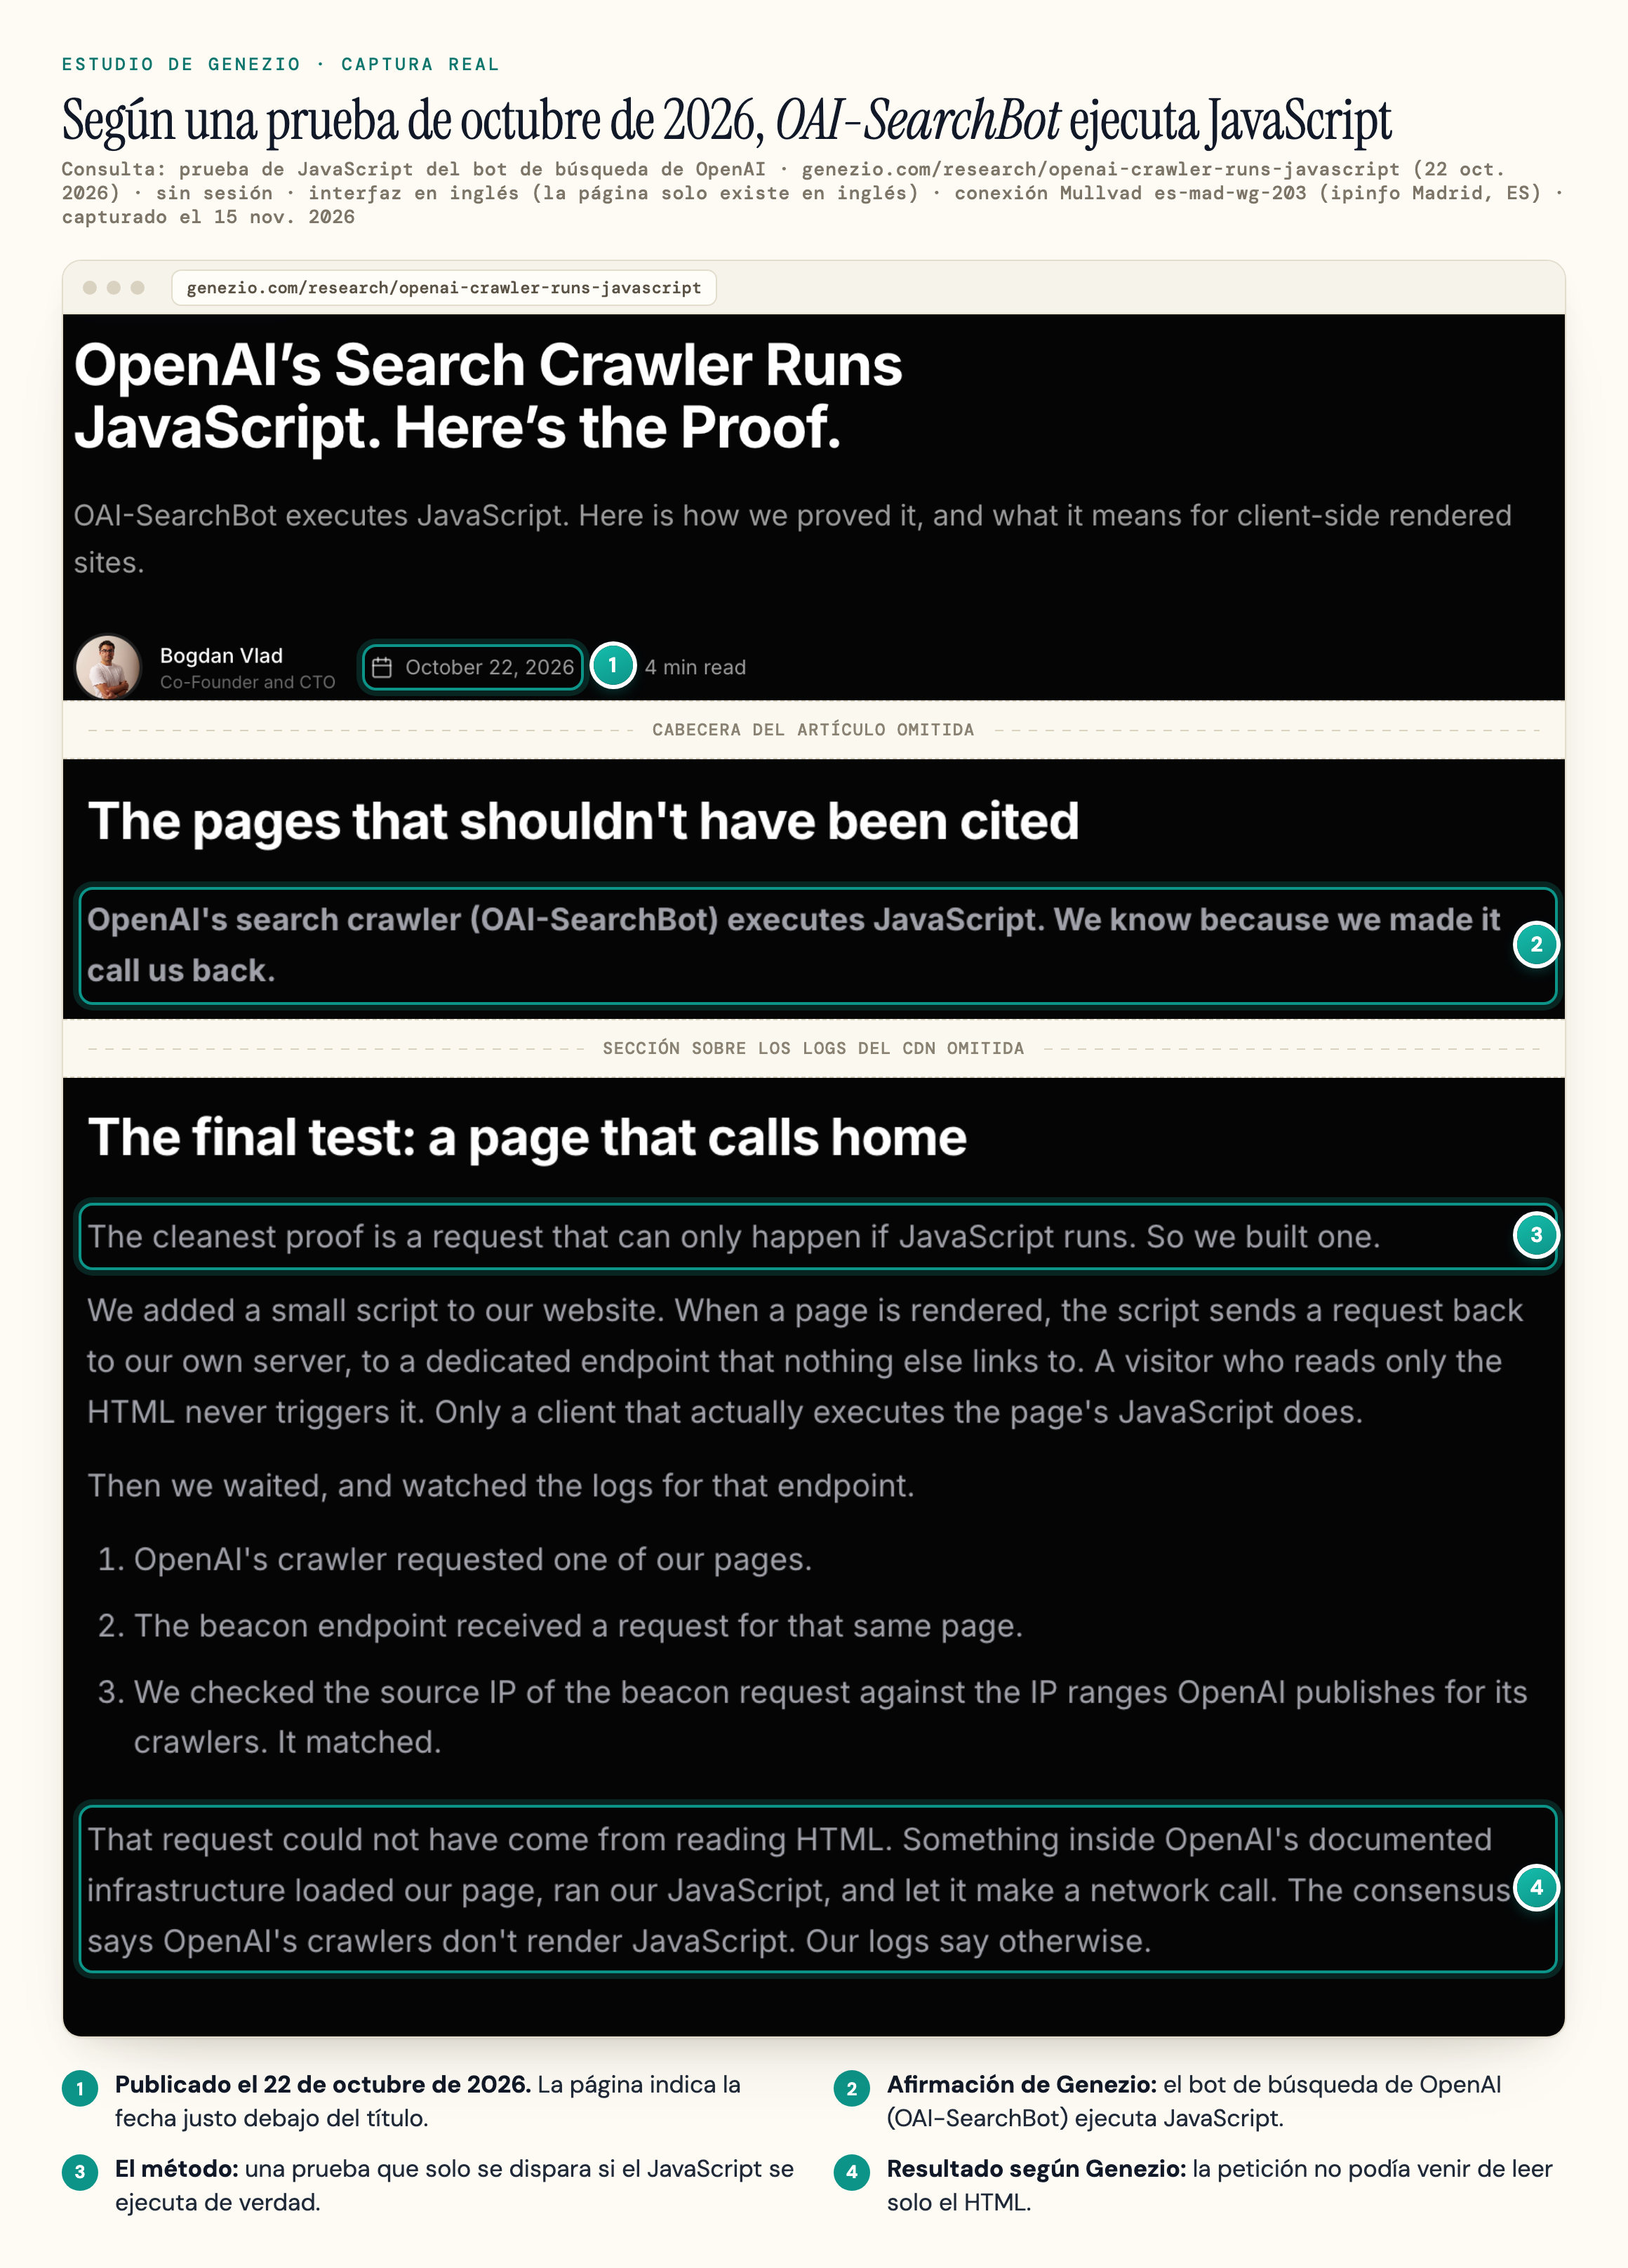 ESTUDIO DE GENEZIO · CAPTURA REAL
Según una prueba de octubre de 2026, OAI-SearchBot ejecuta JavaScript
Consulta: prueba de JavaScript del bot de búsqueda de OpenAI · genezio.com/research/openai-crawler-runs-javascript (22 oct.
2026) · sin sesión · interfaz en inglés (la página solo existe en inglés) · conexión Mullvad es-mad-wg-203 (ipinfo Madrid, ES) ·
capturado el 15 nov. 2026
genezio.com/research/openai-crawler-runs-javascript
OpenAI’s Search Crawler Runs
JavaScript. Here’s the Proof.
OAI-SearchBot executes JavaScript. Here is how we proved it, and what it means for client-side rendered
sites.
Bogdan Vlad
Co-Founder and CTO
October 22, 2026
1
4 min read
CABECERA DEL ARTÍCULO OMITIDA
The pages that shouldn't have been cited
OpenAI's search crawler (OAI-SearchBot) executes JavaScript. We know because we made it
call us back.
2
SECCIÓN SOBRE LOS LOGS DEL CDN OMITIDA
The final test: a page that calls home
The cleanest proof is a request that can only happen if JavaScript runs. So we built one.
3
We added a small script to our website. When a page is rendered, the script sends a request back
to our own server, to a dedicated endpoint that nothing else links to. A visitor who reads only the
HTML never triggers it. Only a client that actually executes the page's JavaScript does.
Then we waited, and watched the logs for that endpoint.
1. OpenAI's crawler requested one of our pages.
2. The beacon endpoint received a request for that same page.
3. We checked the source IP of the beacon request against the IP ranges OpenAI publishes for its
crawlers. It matched.
That request could not have come from reading HTML. Something inside OpenAI's documented
infrastructure loaded our page, ran our JavaScript, and let it make a network call. The consensus
4
says OpenAI's crawlers don't render JavaScript. Our logs say otherwise.
1 Publicado el 22 de octubre de 2026. La página indica la
fecha justo debajo del título.
2 Afirmación de Genezio: el bot de búsqueda de OpenAI
(OAI-SearchBot) ejecuta JavaScript.
3 El método: una prueba que solo se dispara si el JavaScript se
ejecuta de verdad.
4 Resultado según Genezio: la petición no podía venir de leer
solo el HTML.